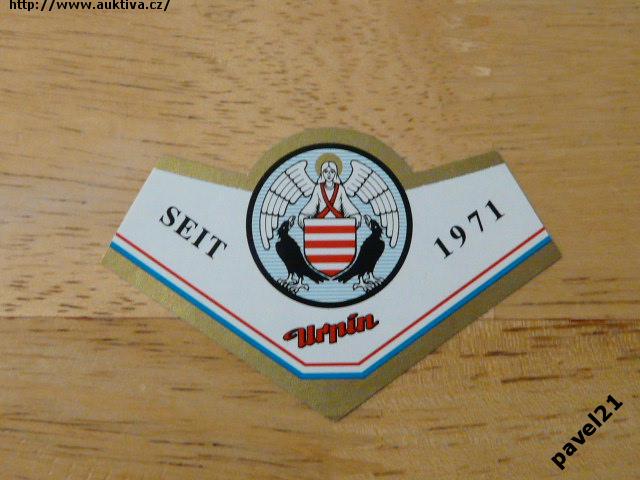 http://www.auktiva.cz/
SEIT 1971
Urpín
pavel21